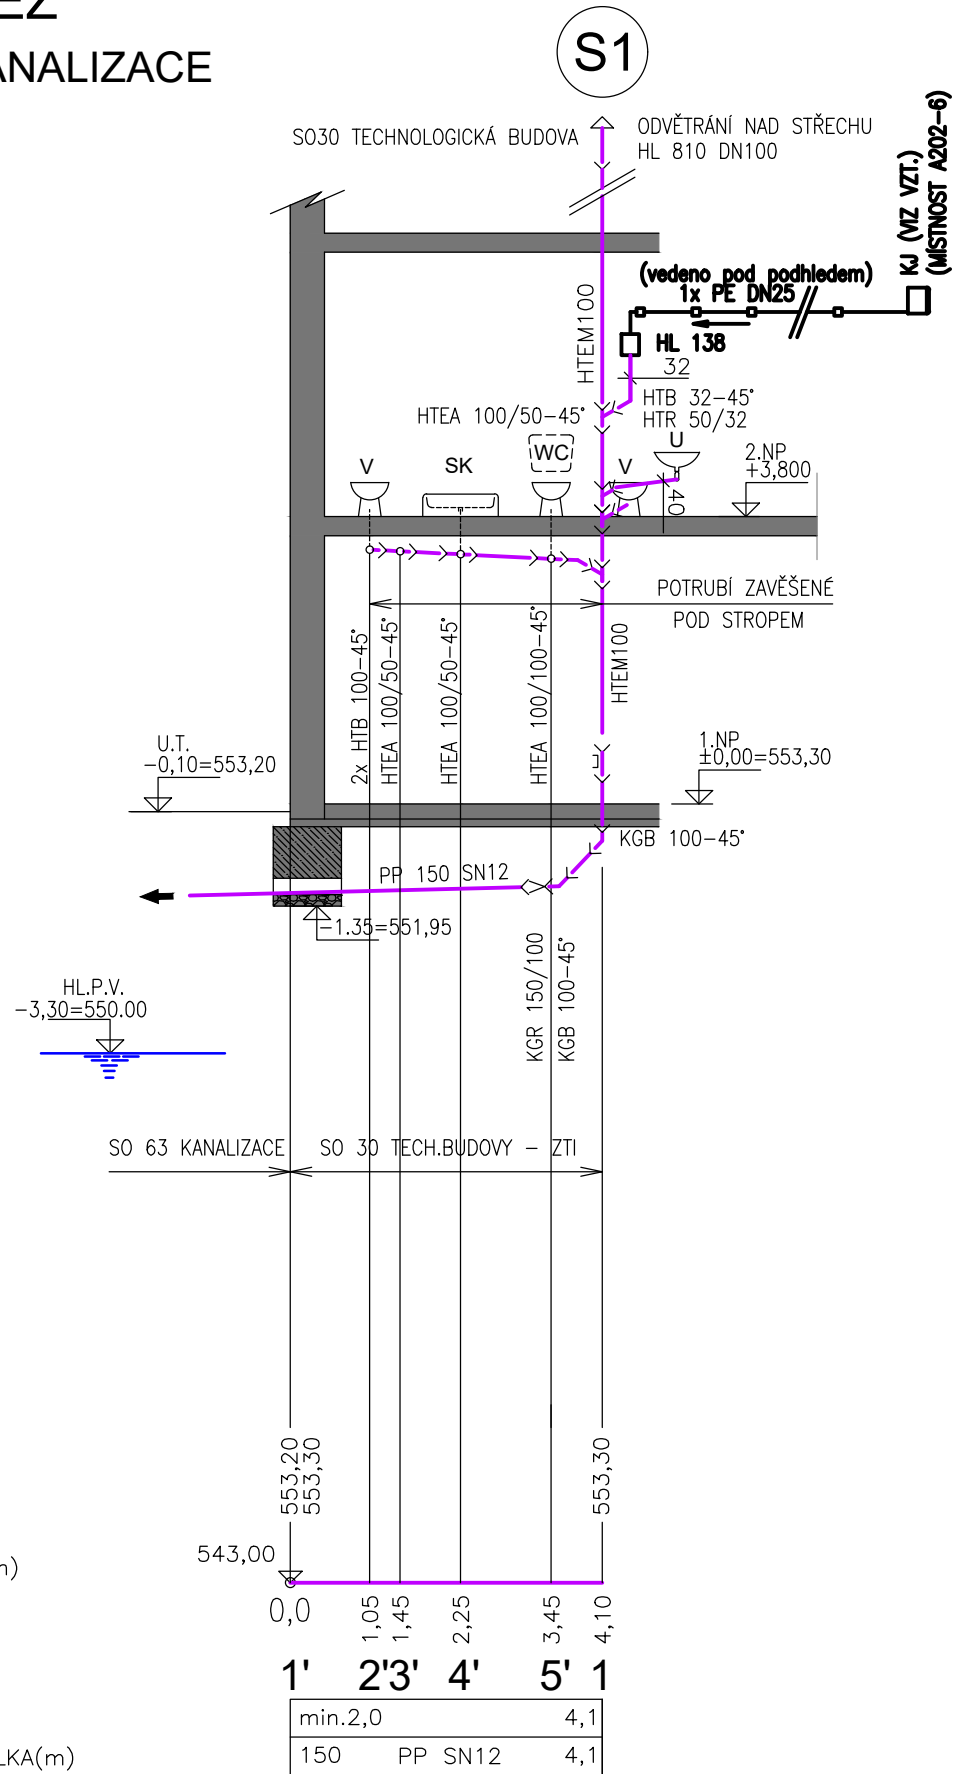 EZ
ANALIZACE
S1
SO30 TECHNOLOGICKÁ BUDOVA
ODVĚTRÁNÍ NAD STŘECHU
HL 810 DN100
KJ (VIZ VZT.)
(MÍSTNOST A202-6)
(vedeno pod podhledem)
1x PE DN25
HTEM100
HL 138
32
HTB 32-45°
HTR 50/32
HTEA 100/50-45°
WC
U
V
SK
V
2.NP
+3,800
40
POTRUBÍ ZAVĚŠENÉ
POD STROPEM
2x HTB 100-45°
HTEA 100/50-45°
HTEA 100/50-45°
HTEA 100/100-45°
HTEM100
U.T.
-0,10=553,20
1.NP
±0,00=553,30
KGB 100-45°
PP 150 SN12
-1.35=551,95
KGR 150/100
KGB 100-45°
HL.P.V.
-3,30=550.00
SO 63 KANALIZACE
SO 30 TECH.BUDOVY - ZTI
553,20
553,30
553,30
543,00
n)
0,0
1,05
1,45
2,25
3,45
4,10
1' 2' 3' 4' 5' 1
min.2,0 4,1
150 PP SN12 4,1
LKA(m)